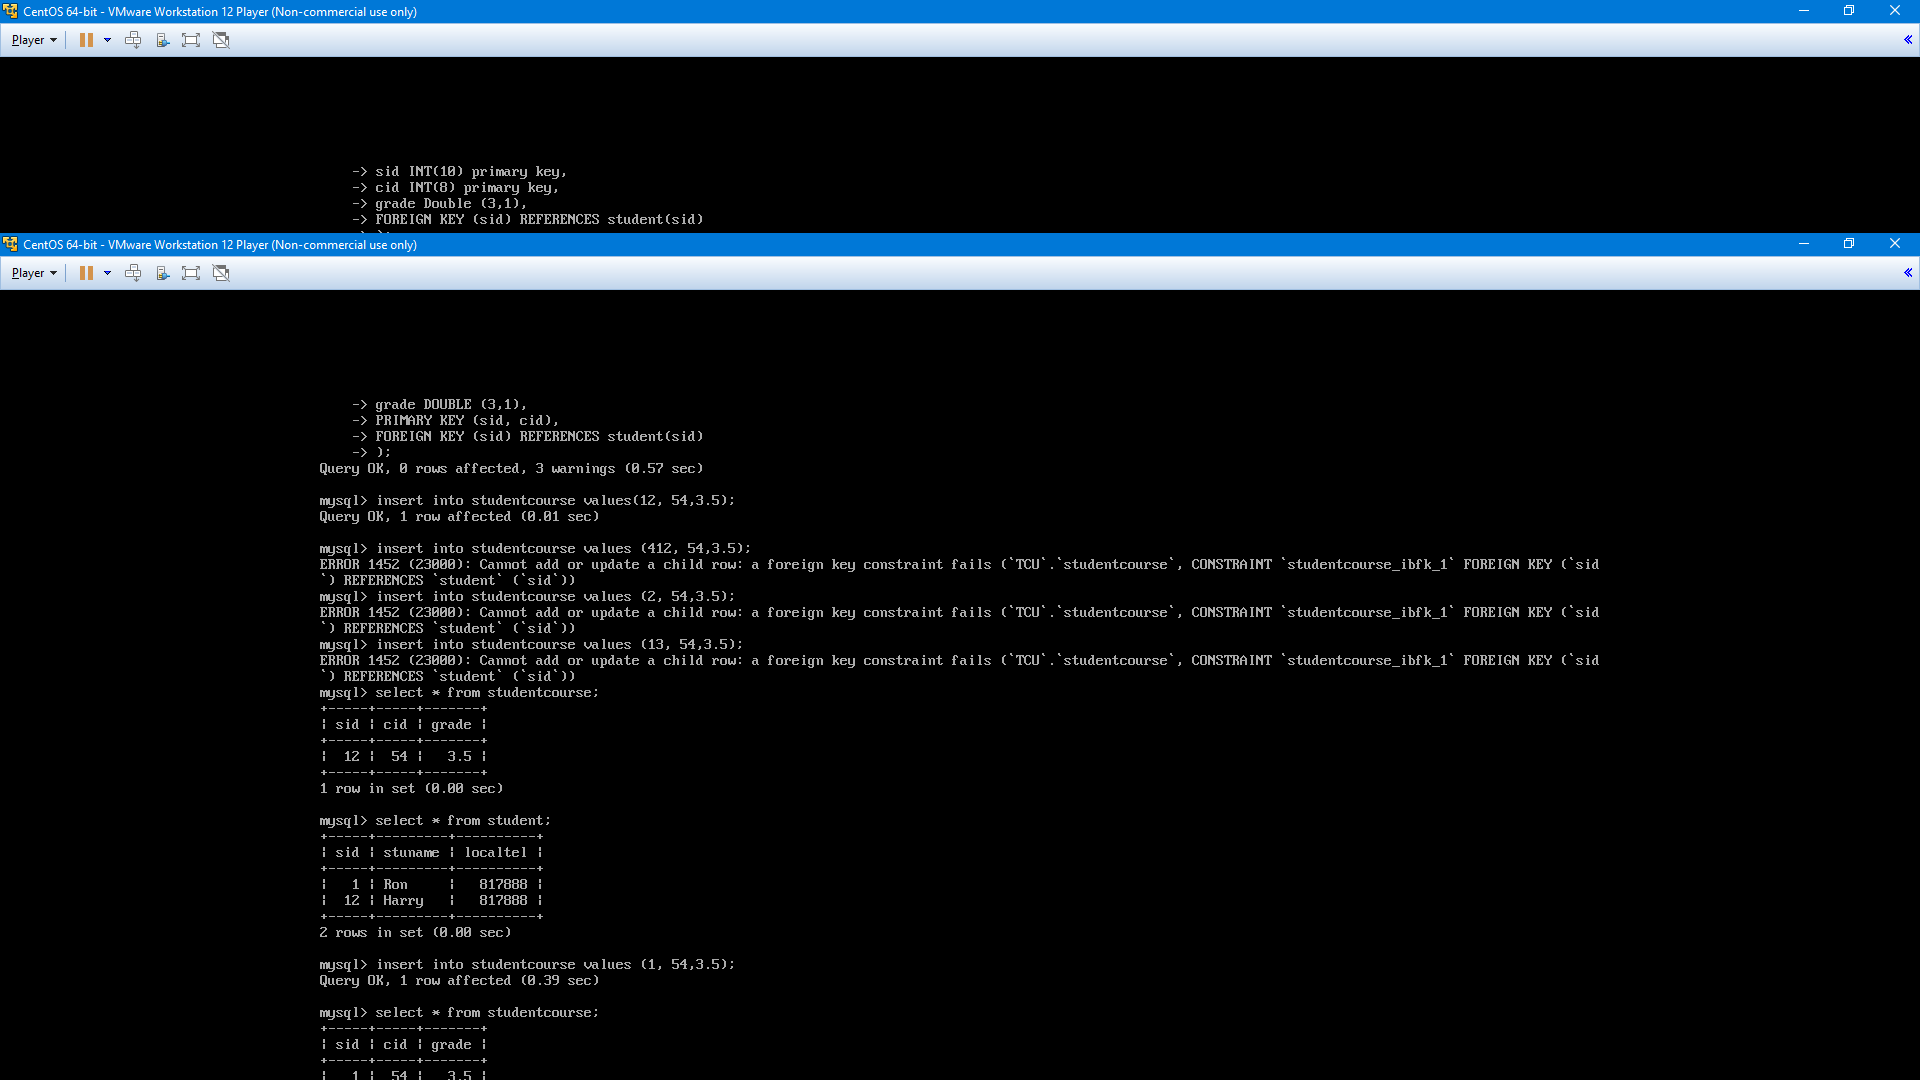 CentOS 64-bit - VMware Workstation 12 Player (Non-commercial use only)
Player
-> sid INT(10) primary key,
-> cid INT(8) primary key,
-> grade Double (3,1),
-> FOREIGN KEY (sid) REFERENCES student(sid)
CentOS 64-bit - VMware Workstation 12 Player (Non-commercial use only)
Player
-> grade DOUBLE (3,1),
-> PRIMARY KEY (sid, cid),
-> FOREIGN KEY (sid) REFERENCES student(sid)
-> );
Query OK, 0 rows affected, 3 warnings (0.57 sec)
mysql> insert into studentcourse values(12, 54,3.5);
Query OK, 1 row affected (0.01 sec)
mysql> insert into studentcourse values (412, 54,3.5);
ERROR 1452 (23000): Cannot add or update a child row: a foreign key constraint fails (`TCU`.`studentcourse`, CONSTRAINT `studentcourse_ibfk_1` FOREIGN KEY (`sid
`) REFERENCES `student` (`sid`))
mysql> insert into studentcourse values (2, 54,3.5);
ERROR 1452 (23000): Cannot add or update a child row: a foreign key constraint fails (`TCU`.`studentcourse`, CONSTRAINT `studentcourse_ibfk_1` FOREIGN KEY (`sid
`) REFERENCES `student` (`sid`))
mysql> insert into studentcourse values (13, 54,3.5);
ERROR 1452 (23000): Cannot add or update a child row: a foreign key constraint fails (`TCU`.`studentcourse`, CONSTRAINT `studentcourse_ibfk_1` FOREIGN KEY (`sid
`) REFERENCES `student` (`sid`))
mysql> select * from studentcourse;
+-----+-----+-------+
| sid | cid | grade |
+-----+-----+-------+
|  12 |  54 |   3.5 |
+-----+-----+-------+
1 row in set (0.00 sec)
mysql> select * from student;
+-----+---------+----------+
| sid | stuname | localtel |
+-----+---------+----------+
|   1 | Ron     |   817888 |
|  12 | Harry   |   817888 |
+-----+---------+----------+
2 rows in set (0.00 sec)
mysql> insert into studentcourse values (1, 54,3.5);
Query OK, 1 row affected (0.39 sec)
mysql> select * from studentcourse;
+-----+-----+-------+
| sid | cid | grade |
+-----+-----+-------+
|   1 |  54 |   3.5 |